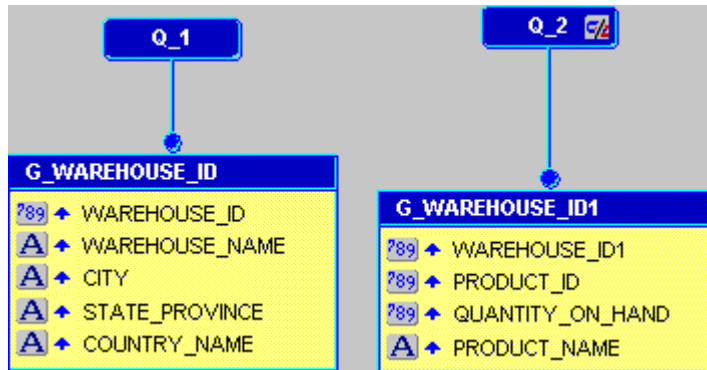 Q_1
G_WAREHOUSE_ID
789 WAREHOUSE_ID
A WAREHOUSE_NAME
A CITY
A STATE_PROVINCE
A COUNTRY_NAME
Q_2
G_WAREHOUSE_ID1
789 WAREHOUSE_ID1
789 PRODUCT_ID
789 QUANTITY_ON_HAND
A PRODUCT_NAME